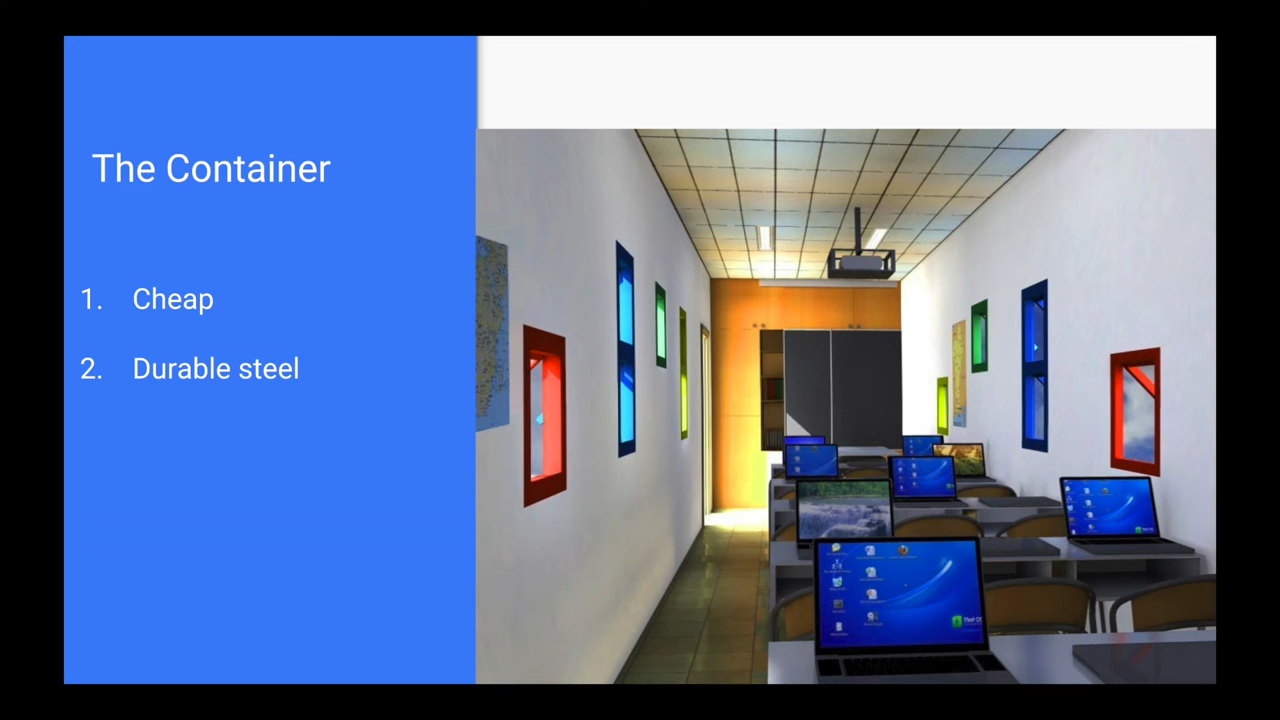 The Container
1. Cheap
2. Durable steel